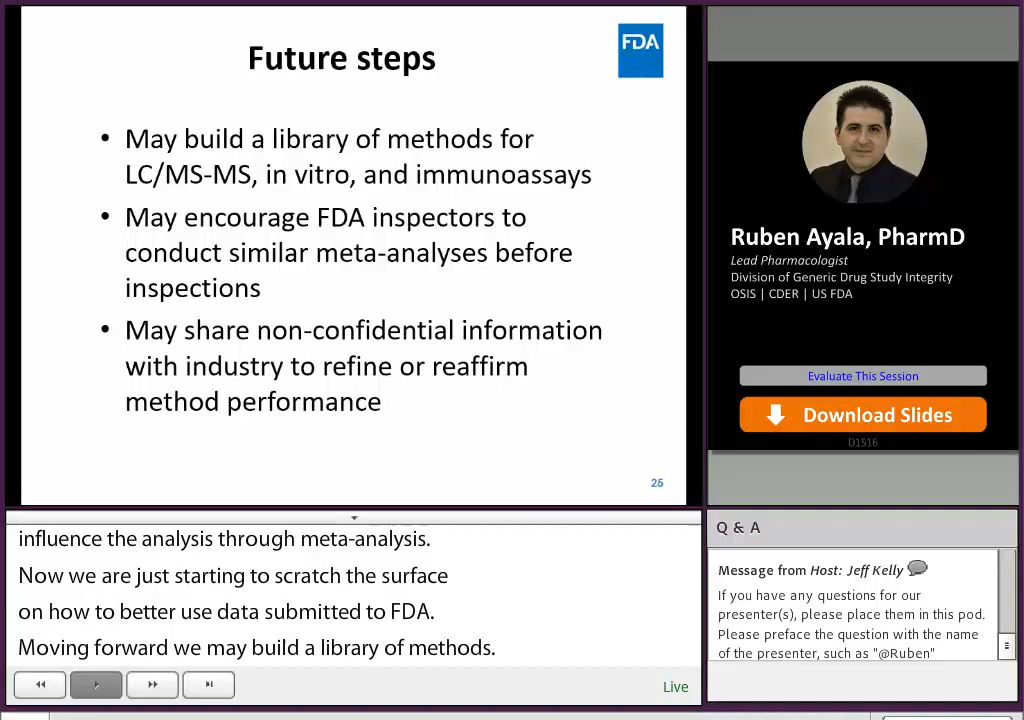 Future steps
FDA
• May build a library of methods for
LC/MS-MS, in vitro, and immunoassays
• May encourage FDA inspectors to
conduct similar meta-analyses before
inspections
• May share non-confidential information
with industry to refine or reaffirm
method performance
25
Ruben Ayala, PharmD
Lead Pharmacologist
Division of Generic Drug Study Integrity
OSIS | CDER | US FDA
Evaluate This Session
Download Slides
D1S16
influence the analysis through meta-analysis.
Now we are just starting to scratch the surface
on how to better use data submitted to FDA.
Moving forward we may build a library of methods.
Live
Q & A
Message from Host: Jeff Kelly
If you have any questions for our
presenter(s), please place them in this pod.
Please preface the question with the name
of the presenter, such as "@Ruben"